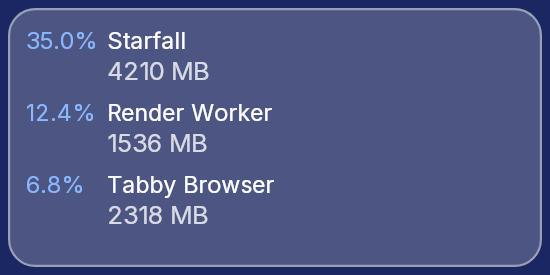 35.0% Starfall
4210 MB
12.4% Render Worker
1536 MB
6.8% Tabby Browser
2318 MB